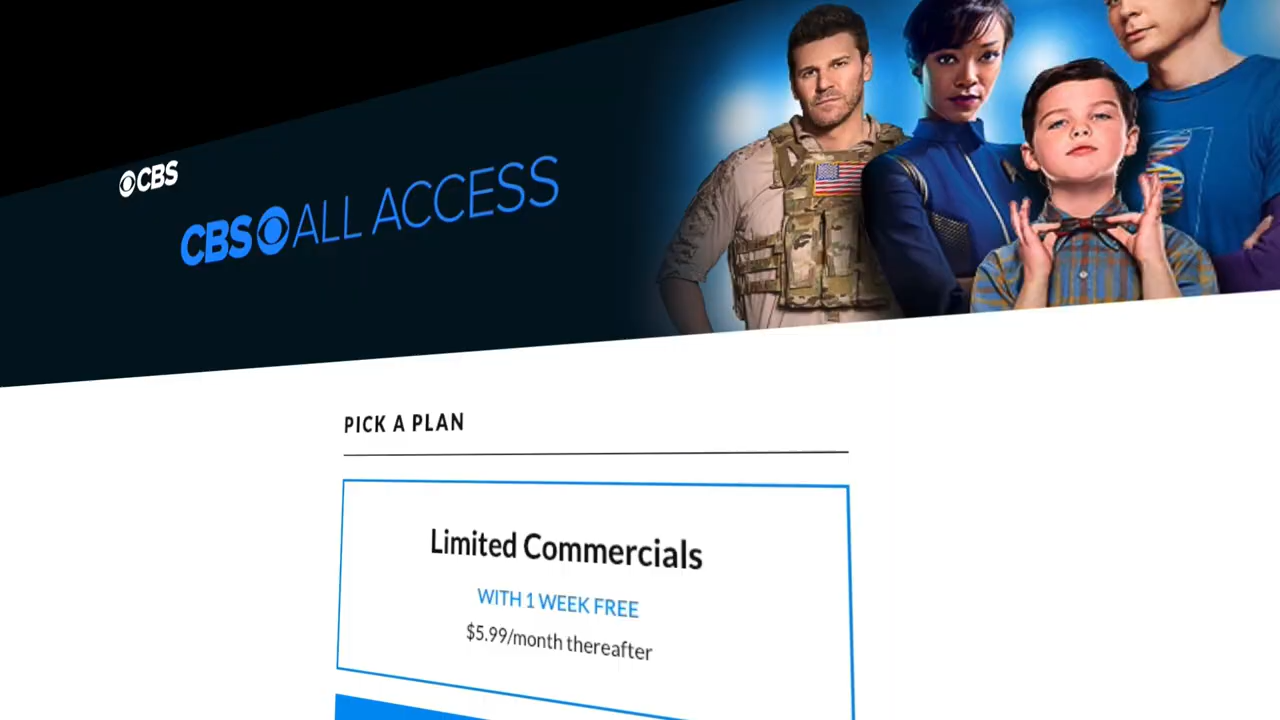 CBS
CBS ALL ACCESS
PICK A PLAN
Limited Commercials
WITH 1 WEEK FREE
$5.99/month thereafter